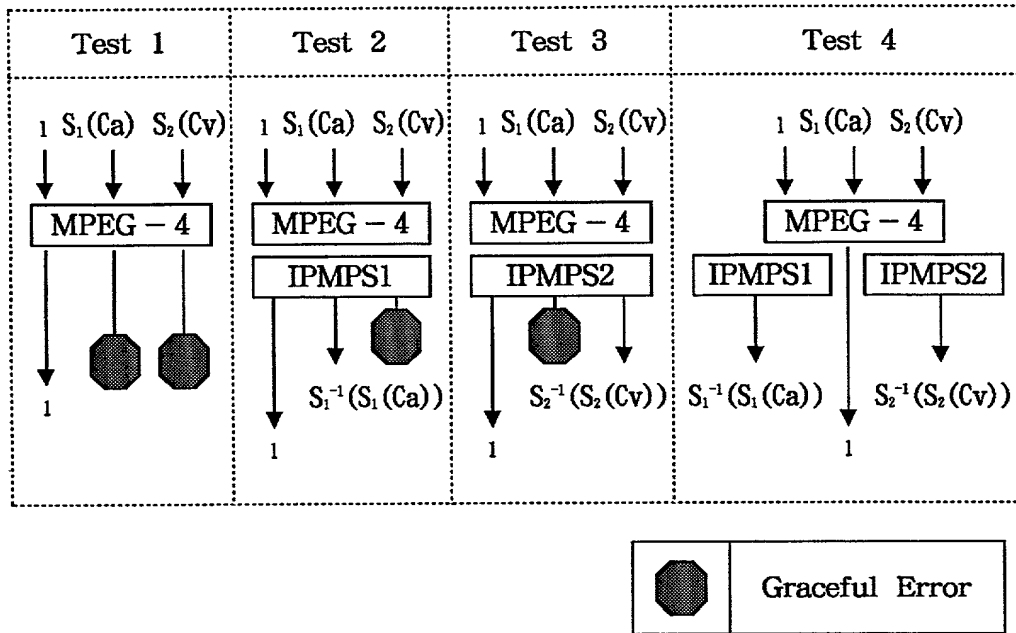 Test 1
Test 2
Test 3
Test 4
1 S₁(Ca) S₂(Cv)
1 S₁(Ca) S₂(Cv)
1 S₁(Ca) S₂(Cv)
1 S₁(Ca) S₂(Cv)
MPEG-4
MPEG-4
MPEG-4
MPEG-4
IPMPS1
IPMPS2
IPMPS1
IPMPS2
1
S₁⁻¹(S₁(Ca))
S₂⁻¹(S₂(Cv))
S₁⁻¹(S₁(Ca))
S₂⁻¹(S₂(Cv))
1
1
1
Graceful Error